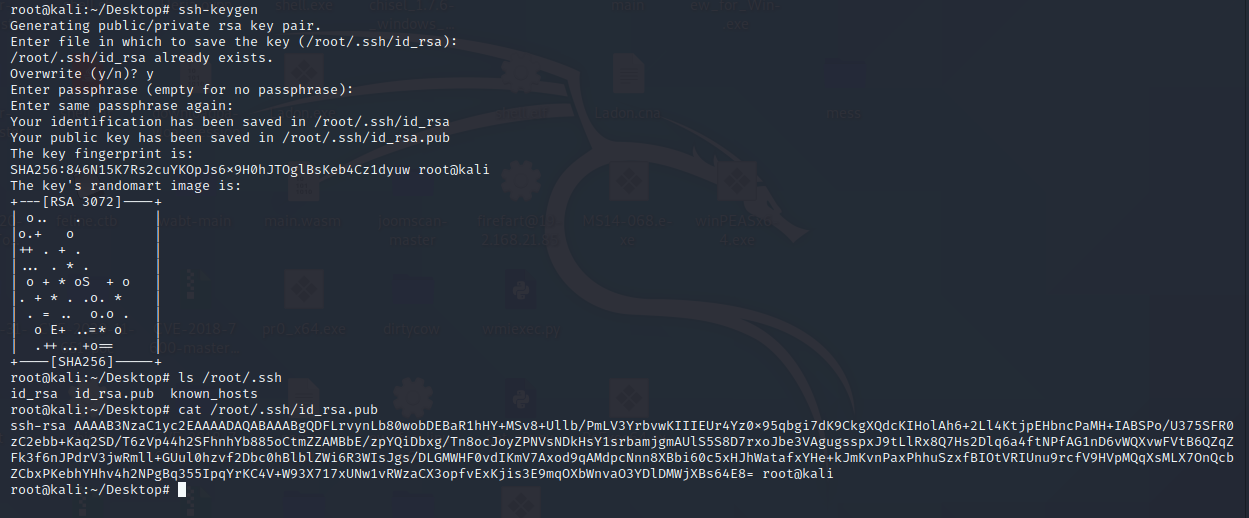 root@kali:~/Desktop# ssh-keygen
Generating public/private rsa key pair.
Enter file in which to save the key (/root/.ssh/id_rsa):
/root/.ssh/id_rsa already exists.
Overwrite (y/n)? y
Enter passphrase (empty for no passphrase):
Enter same passphrase again:
Your identification has been saved in /root/.ssh/id_rsa
Your public key has been saved in /root/.ssh/id_rsa.pub
The key fingerprint is:
SHA256:846N15K7Rs2cuYKOpJs6×9H0hJTOglBsKeb4Cz1dyuw root@kali
The key's randomart image is:
+---[RSA 3072]----+
| o..   .         |
|o.+   o          |
|++ . + .         |
|... . * .        |
| o + * oS  + o   |
|. + * . .o. *    |
| . = ..  o.o .   |
|  o E+ ..=* o    |
|  .++...+o==     |
+----[SHA256]-----+
root@kali:~/Desktop# ls /root/.ssh
id_rsa  id_rsa.pub  known_hosts
root@kali:~/Desktop# cat /root/.ssh/id_rsa.pub
ssh-rsa AAAAB3NzaC1yc2EAAAADAQABAAABgQDFLrvynLb80wobDEBaR1hHY+MSv8+Ullb/PmLV3YrbvwKIIIEUr4Yz0×95qbgi7dK9CkgXQdcKIHolAh6+2Ll4KtjpEHbncPaMH+IABSPo/U375SFR0
zC2ebb+Kaq2SD/T6zVp44h2SFhnhYb885oCtmZZAMBbE/zpYQiDbxg/Tn8ocJoyZPNVsNDkHsY1srbamjgmAUlS5S8D7rxoJbe3VAgugsspxJ9tLlRx8Q7Hs2Dlq6a4ftNPfAG1nD6vWQXvwFVtB6QZqZ
Fk3f6nJPdrV3jwRmll+GUul0hzvf2Dbc0hBlblZWi6R3WIsJgs/DLGMWHF0vdIKmV7Axod9qAMdpcNnn8XBbi60c5xHJhWatafxYHe+kJmKvnPaxPhhuSzxfBIOtVRIUnu9rcfV9HVpMQqXsMLX7OnQcb
ZCbxPKebhYHhv4h2NPgBq355IpqYrKC4V+W93X717xUNw1vRWzaCX3opfvExKjis3E9mqOXbWnvaO3YDlDMWjXBs64E8= root@kali
root@kali:~/Desktop#